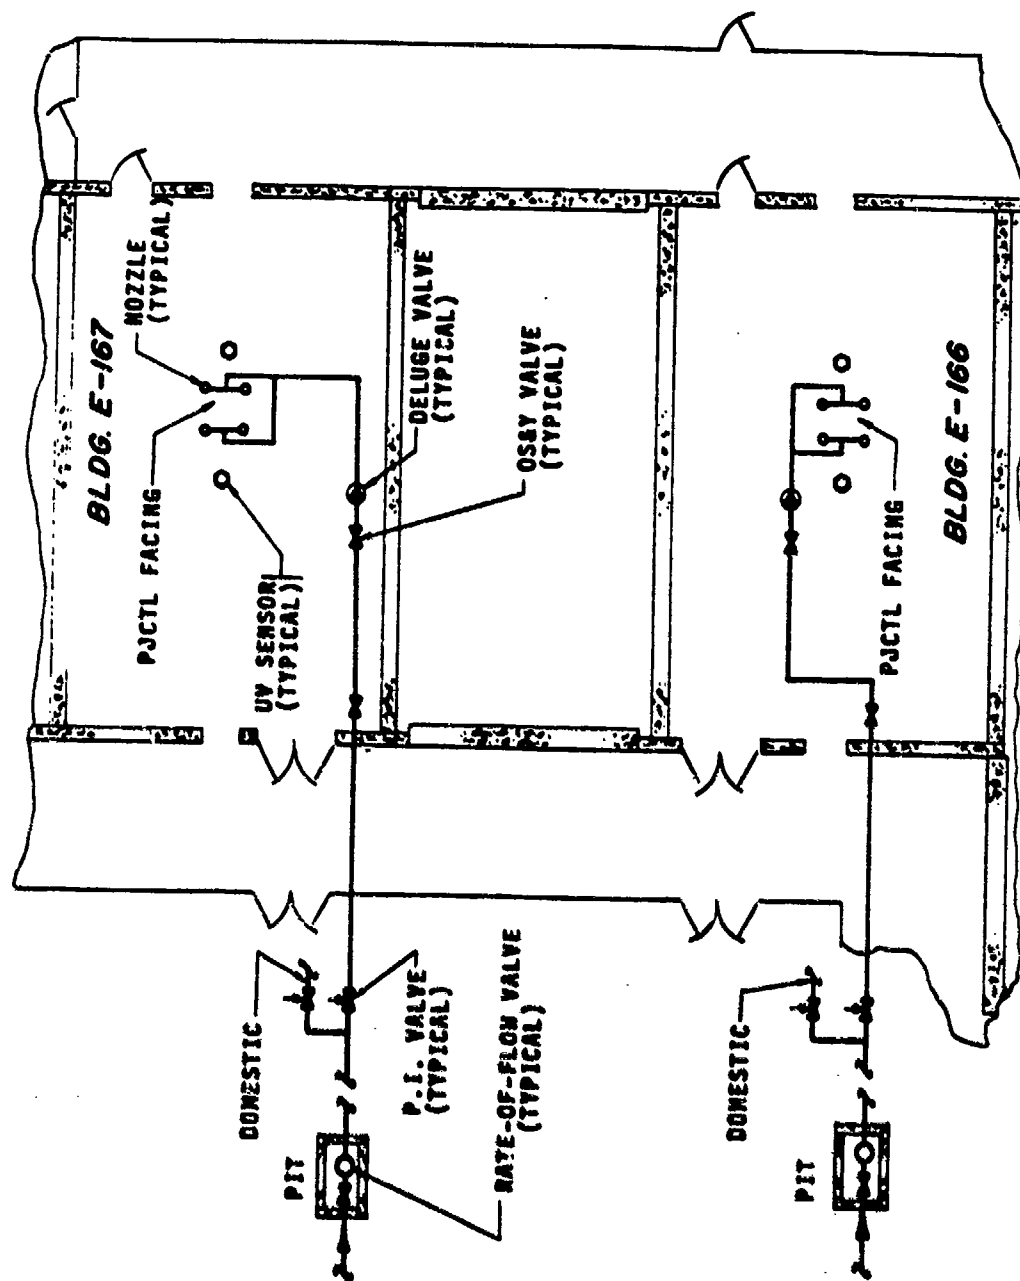 BLDG. E-167
NOZZLE
(TYPICAL)
PJCTL FACING
UV SENSOR
(TYPICAL)
DELUGE VALVE
(TYPICAL)
OS&Y VALVE
(TYPICAL)
DOMESTIC
P.I. VALVE
(TYPICAL)
PIT
RATE-OF-FLOW VALVE
(TYPICAL)
BLDG. E-166
PJCTL FACING
DOMESTIC
PIT